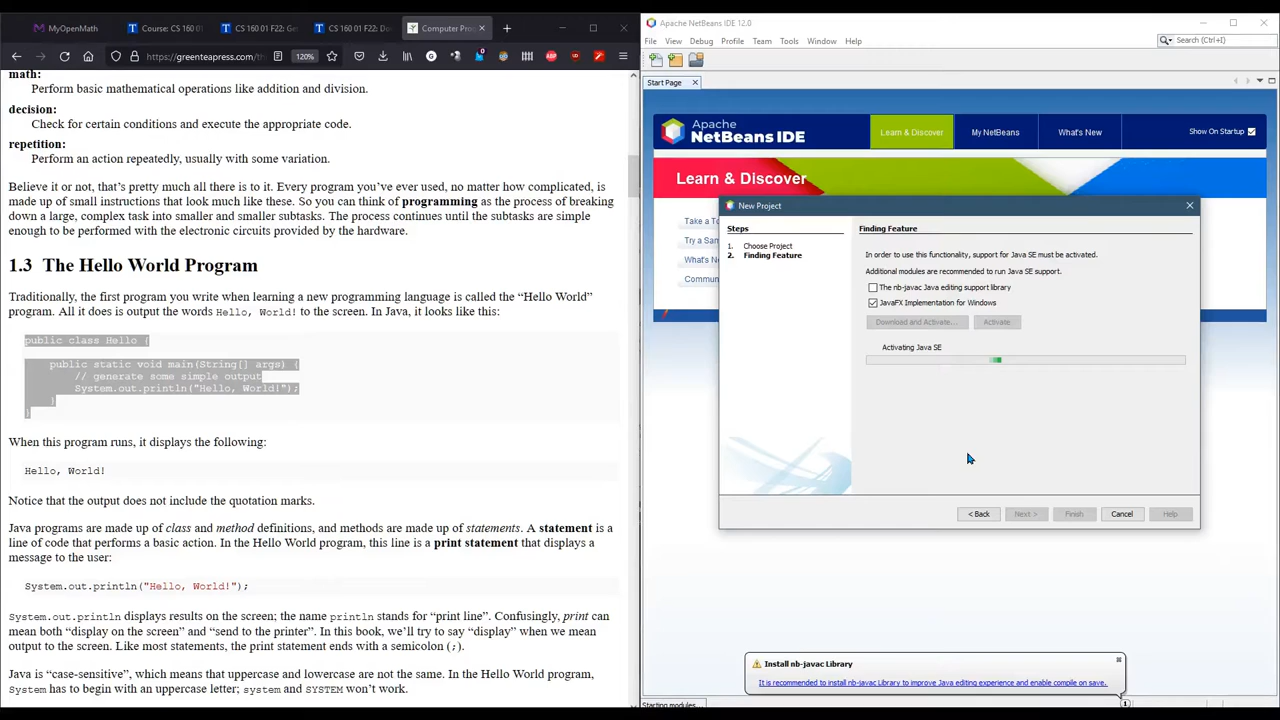 MyOpenMath
Course: CS 160 01
CS 160 01 F22:
CS 160 01 F22: De
Computer Pro
https://greenteapress.com/
120%
math:
Perform basic mathematical operations like addition and division.
decision:
Check for certain conditions and execute the appropriate code.
repetition:
Perform an action repeatedly, usually with some variation.
Believe it or not, that's pretty much all there is to it. Every program you've ever used, no matter how complicated, is
made up of small instructions that look much like these. So you can think of programming as the process of breaking
down a large, complex task into smaller and smaller subtasks. The process continues until the subtasks are simple
enough to be performed with the electronic circuits provided by the hardware.
1.3 The Hello World Program
Traditionally, the first program you write when learning a new programming language is called the “Hello World”
program. All it does is output the words Hello, World! to the screen. In Java, it looks like this:
public class Hello {
public static void main(String[] args) {
// generate some simple output
System.out.println("Hello, World!");
}
}
When this program runs, it displays the following:
Hello, World!
Notice that the output does not include the quotation marks.
Java programs are made up of class and method definitions, and methods are made up of statements. A statement is a
line of code that performs a basic action. In the Hello World program, this line is a print statement that displays a
message to the user:
System.out.println("Hello, World!");
System.out.println displays results on the screen; the name println stands for “print line”. Confusingly, print can
mean both “display on the screen” and “send to the printer”. In this book, we'll try to say “display” when we mean
output to the screen. Like most statements, the print statement ends with a semicolon (;).
Java is “case-sensitive”, which means that uppercase and lowercase are not the same. In the Hello World program,
System has to begin with an uppercase letter; system and SYSTEM won't work.
Apache NetBeans IDE 12.0
File View Debug Profile Team Tools Window Help
Search (Ctrl+I)
Start Page
Apache
NetBeans IDE
Learn & Discover
My NetBeans
What's New
Show On Startup
Learn & Discover
Take a To
Try a Sam
What's Ne
Commun
New Project
Steps
1. Choose Project
2. Finding Feature
Finding Feature
In order to use this functionality, support for Java SE must be activated.
Additional modules are recommended to run Java SE support.
The nb-javac Java editing support library
JavaFX Implementation for Windows
Download and Activate...
Activate
Activating Java SE
< Back
Next >
Finish
Cancel
Help
Install nb-javac Library
It is recommended to install nb-javac Library to improve Java editing experience and enable compile on save.
Starting modules...
1